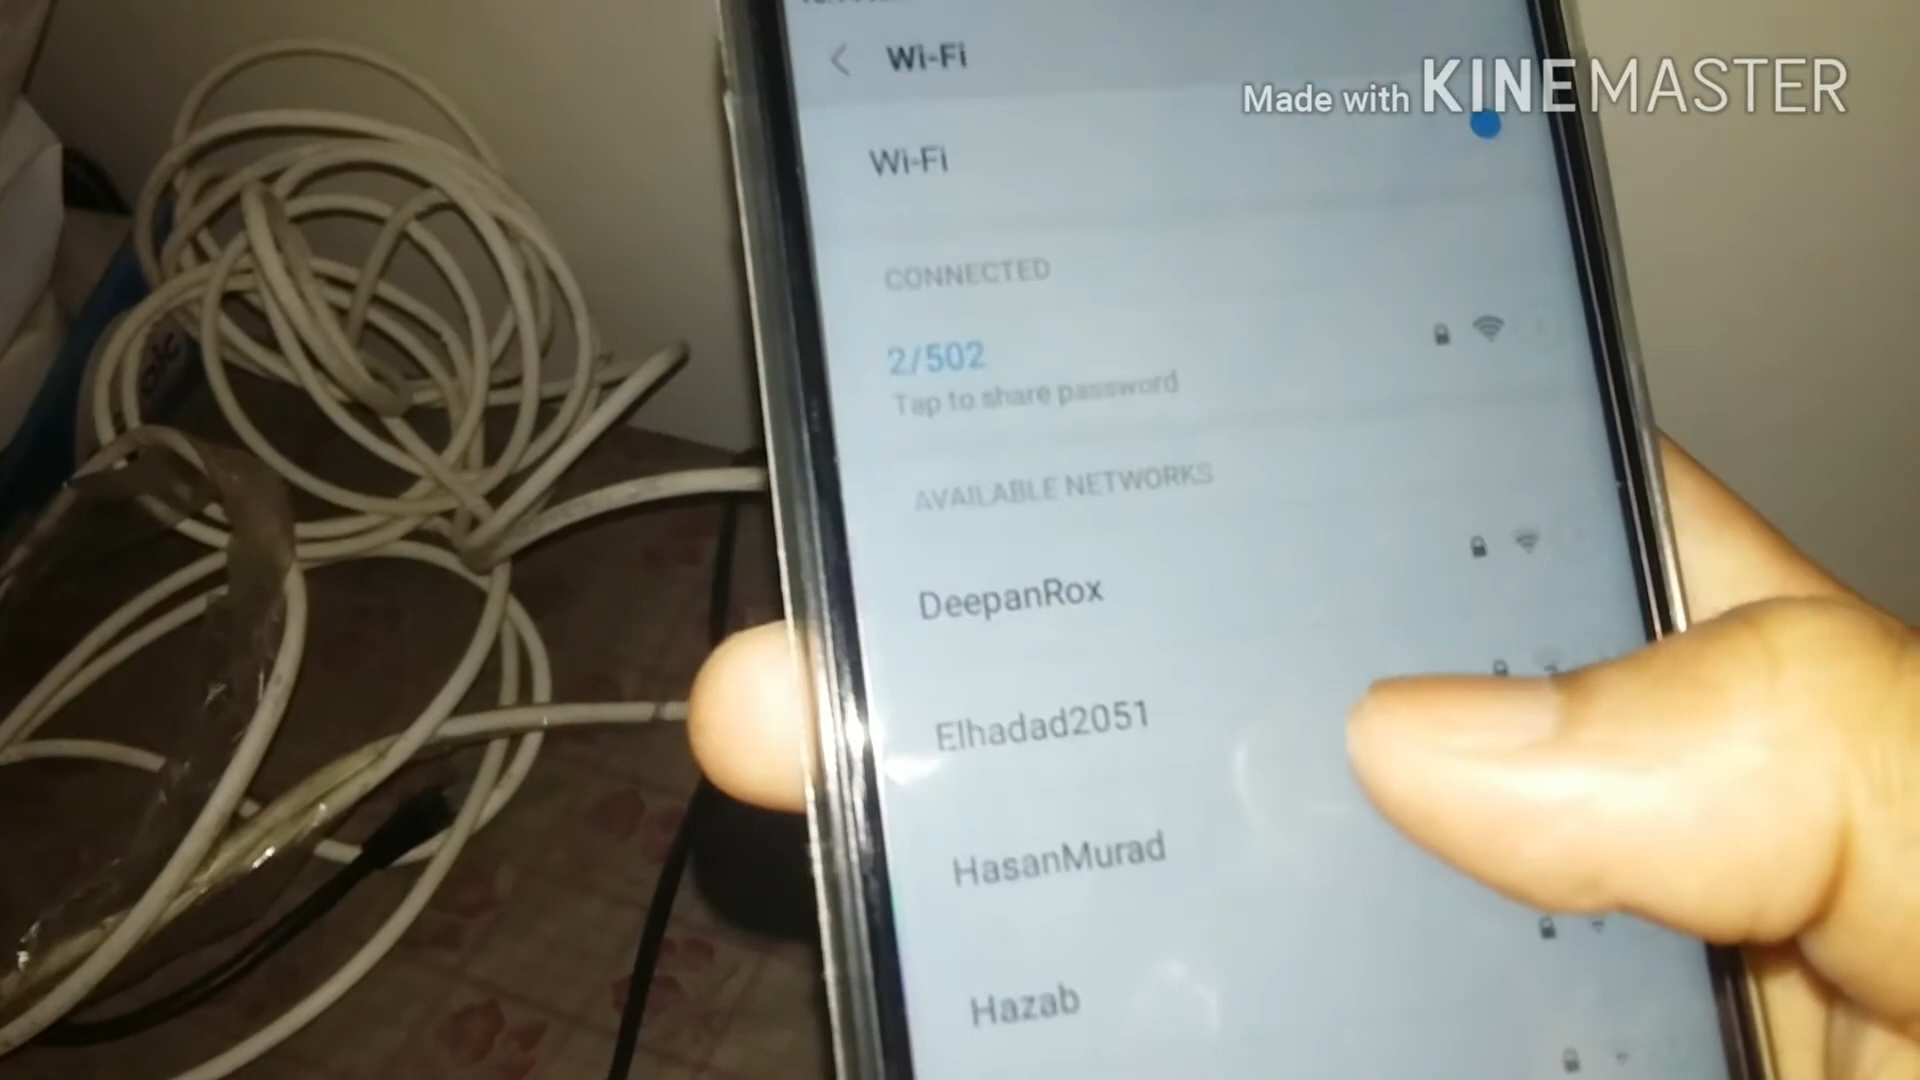 Wi-Fi
Made with KINEMASTER
Wi-Fi
CONNECTED
2/502
Tap to share password
AVAILABLE NETWORKS
DeepanRox
Elhadad2051
HasanMurad
Hazab